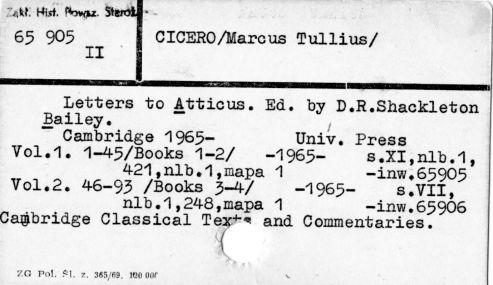 Zakł. Hist. Powsz. Staroż.
65 905
II
CICERO/Marcus Tullius/
Letters to Atticus. Ed. by D.R.Shackleton
Bailey.
Cambridge 1965- Univ. Press
Vol.1. 1-45/Books 1-2/ -1965- s.XI,nlb.1,
421,nlb.1,mapa 1 -inw.65905
Vol.2. 46-93 /Books 3-4/ -1965- s.VII,
nlb.1,248,mapa 1 -inw.65906
Cambridge Classical Texts and Commentaries.
ZG Pol. Śl. z. 365/69. 120 000